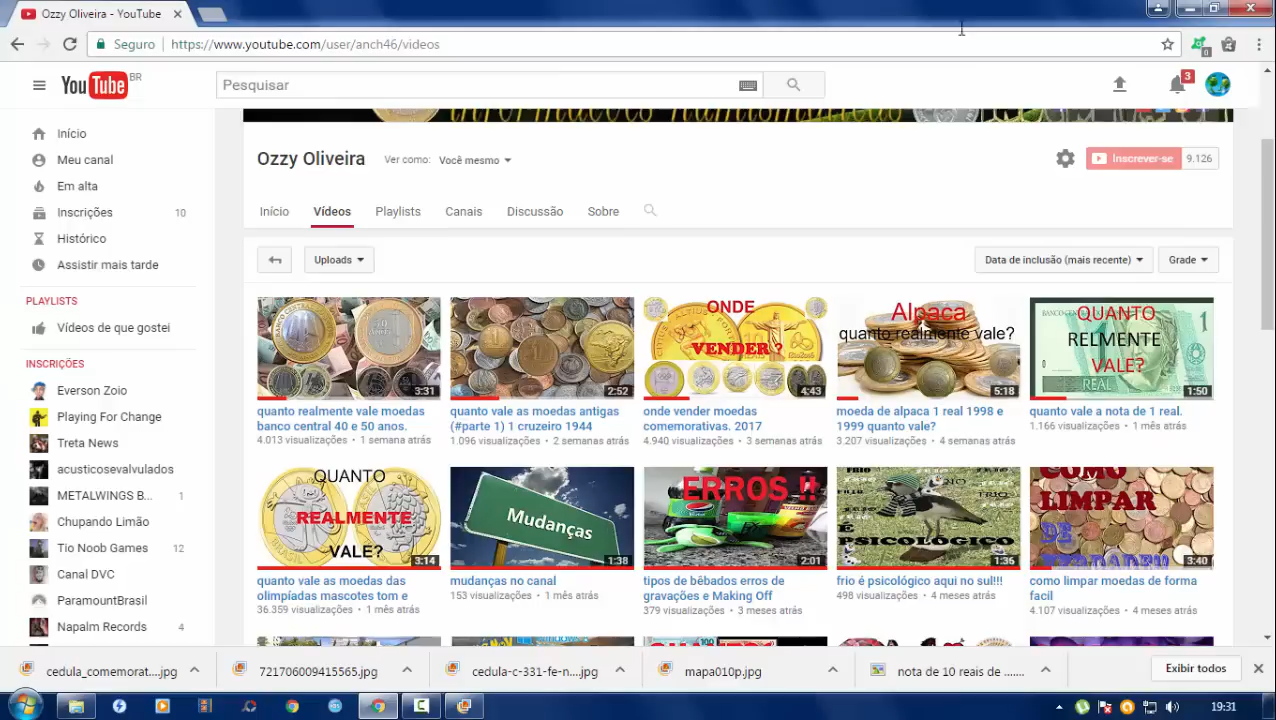 Ozzy Oliveira - YouTube
Seguro https://www.youtube.com/user/anch46/videos
YouTube BR
Pesquisar
3
Início
Meu canal
Em alta
Inscrições 10
Histórico
Assistir mais tarde
PLAYLISTS
Vídeos de que gostei
INSCRIÇÕES
Everson Zoio
Playing For Change
Treta News
acusticosevalvulados
METALWINGS B... 1
Chupando Limão
Tio Noob Games 12
Canal DVC
ParamountBrasil
Napalm Records 4
Ozzy Oliveira Ver como: Você mesmo
Inscrever-se 9.126
Início Vídeos Playlists Canais Discussão Sobre
Uploads Data de inclusão (mais recente) Grade
3:31
quanto realmente vale moedas
banco central 40 e 50 anos.
4.013 visualizações • 1 semana atrás
2:52
quanto vale as moedas antigas
(#parte 1) 1 cruzeiro 1944
1.096 visualizações • 2 semanas atrás
ONDE
VENDER ?
4:43
onde vender moedas
comemorativas. 2017
4.940 visualizações • 3 semanas atrás
Alpaca
quanto realmente vale?
5:18
moeda de alpaca 1 real 1998 e
1999 quanto vale?
3.207 visualizações • 4 semanas atrás
QUANTO
RELMENTE
VALE?
REAL
1:50
quanto vale a nota de 1 real.
1.166 visualizações • 1 mês atrás
QUANTO
REALMENTE
VALE?
3:14
quanto vale as moedas das
olimpíadas mascotes tom e
36.359 visualizações • 1 mês atrás
Mudanças
1:38
mudanças no canal
153 visualizações • 1 mês atrás
ERROS !!
2:01
tipos de bêbados erros de
gravações e Making Off
379 visualizações • 3 meses atrás
FRIO
FRIO
E
PSICOLÓGICO
1:36
frio é psicológico aqui no sul!!!
498 visualizações • 4 meses atrás
COMO
LIMPAR
DE
3:40
como limpar moedas de forma
facil
4.107 visualizações • 4 meses atrás
cedula_comemorat....jpg 721706009415565.jpg cedula-c-331-fe-n....jpg mapa010p.jpg nota de 10 reais de ....... Exibir todos
19:31